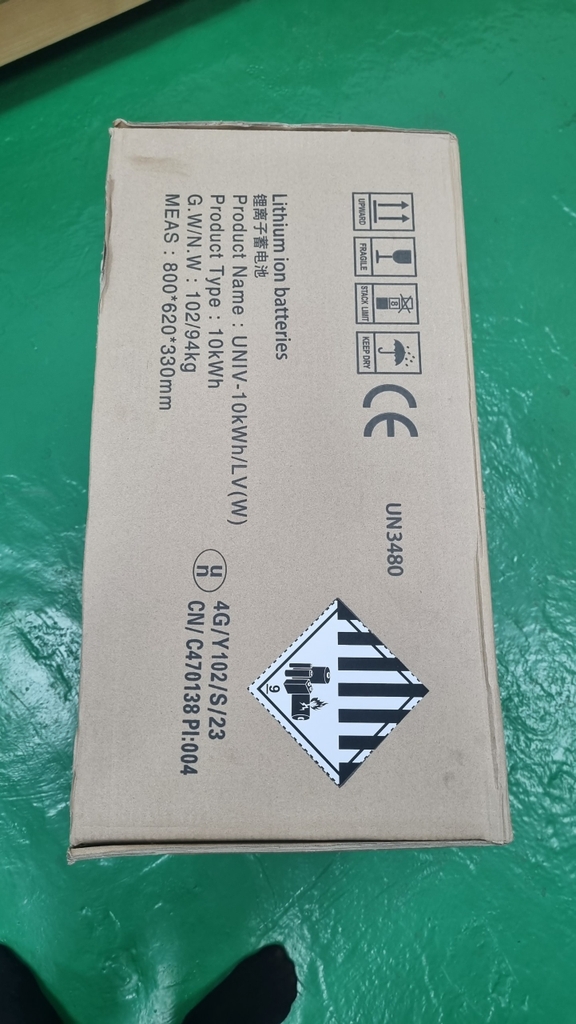 UPWARD
FRAGILE
8
STACK LIMIT
KEEP DRY
CE
UN3480
Lithium ion batteries
锂离子蓄电池
Product Name : UNIV-10kWh/LV(W)
Product Type : 10kWh
G.W/N.W : 102/94kg
MEAS : 800*620*330mm
un
4G/Y102/S/23
CN/C470138 PI:004
9